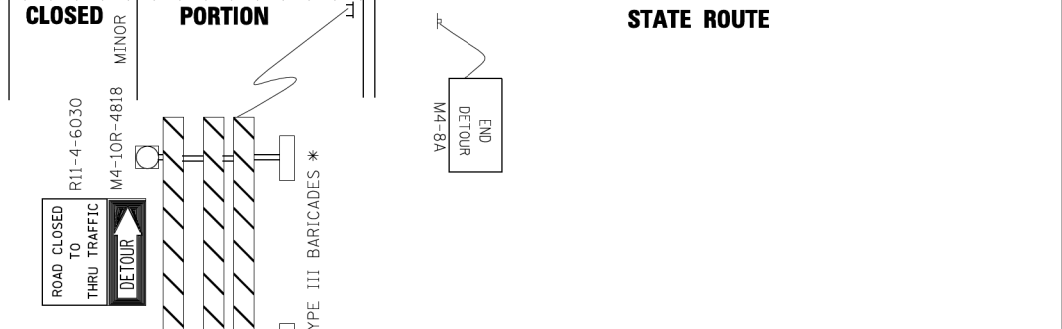 CLOSED
PORTION
STATE ROUTE
MINOR
R11-4-6030
M4-10R-4818
ROAD CLOSED
TO
THRU TRAFFIC
DETOUR
YPE III BARICADES *
END
DETOUR
M4-8A